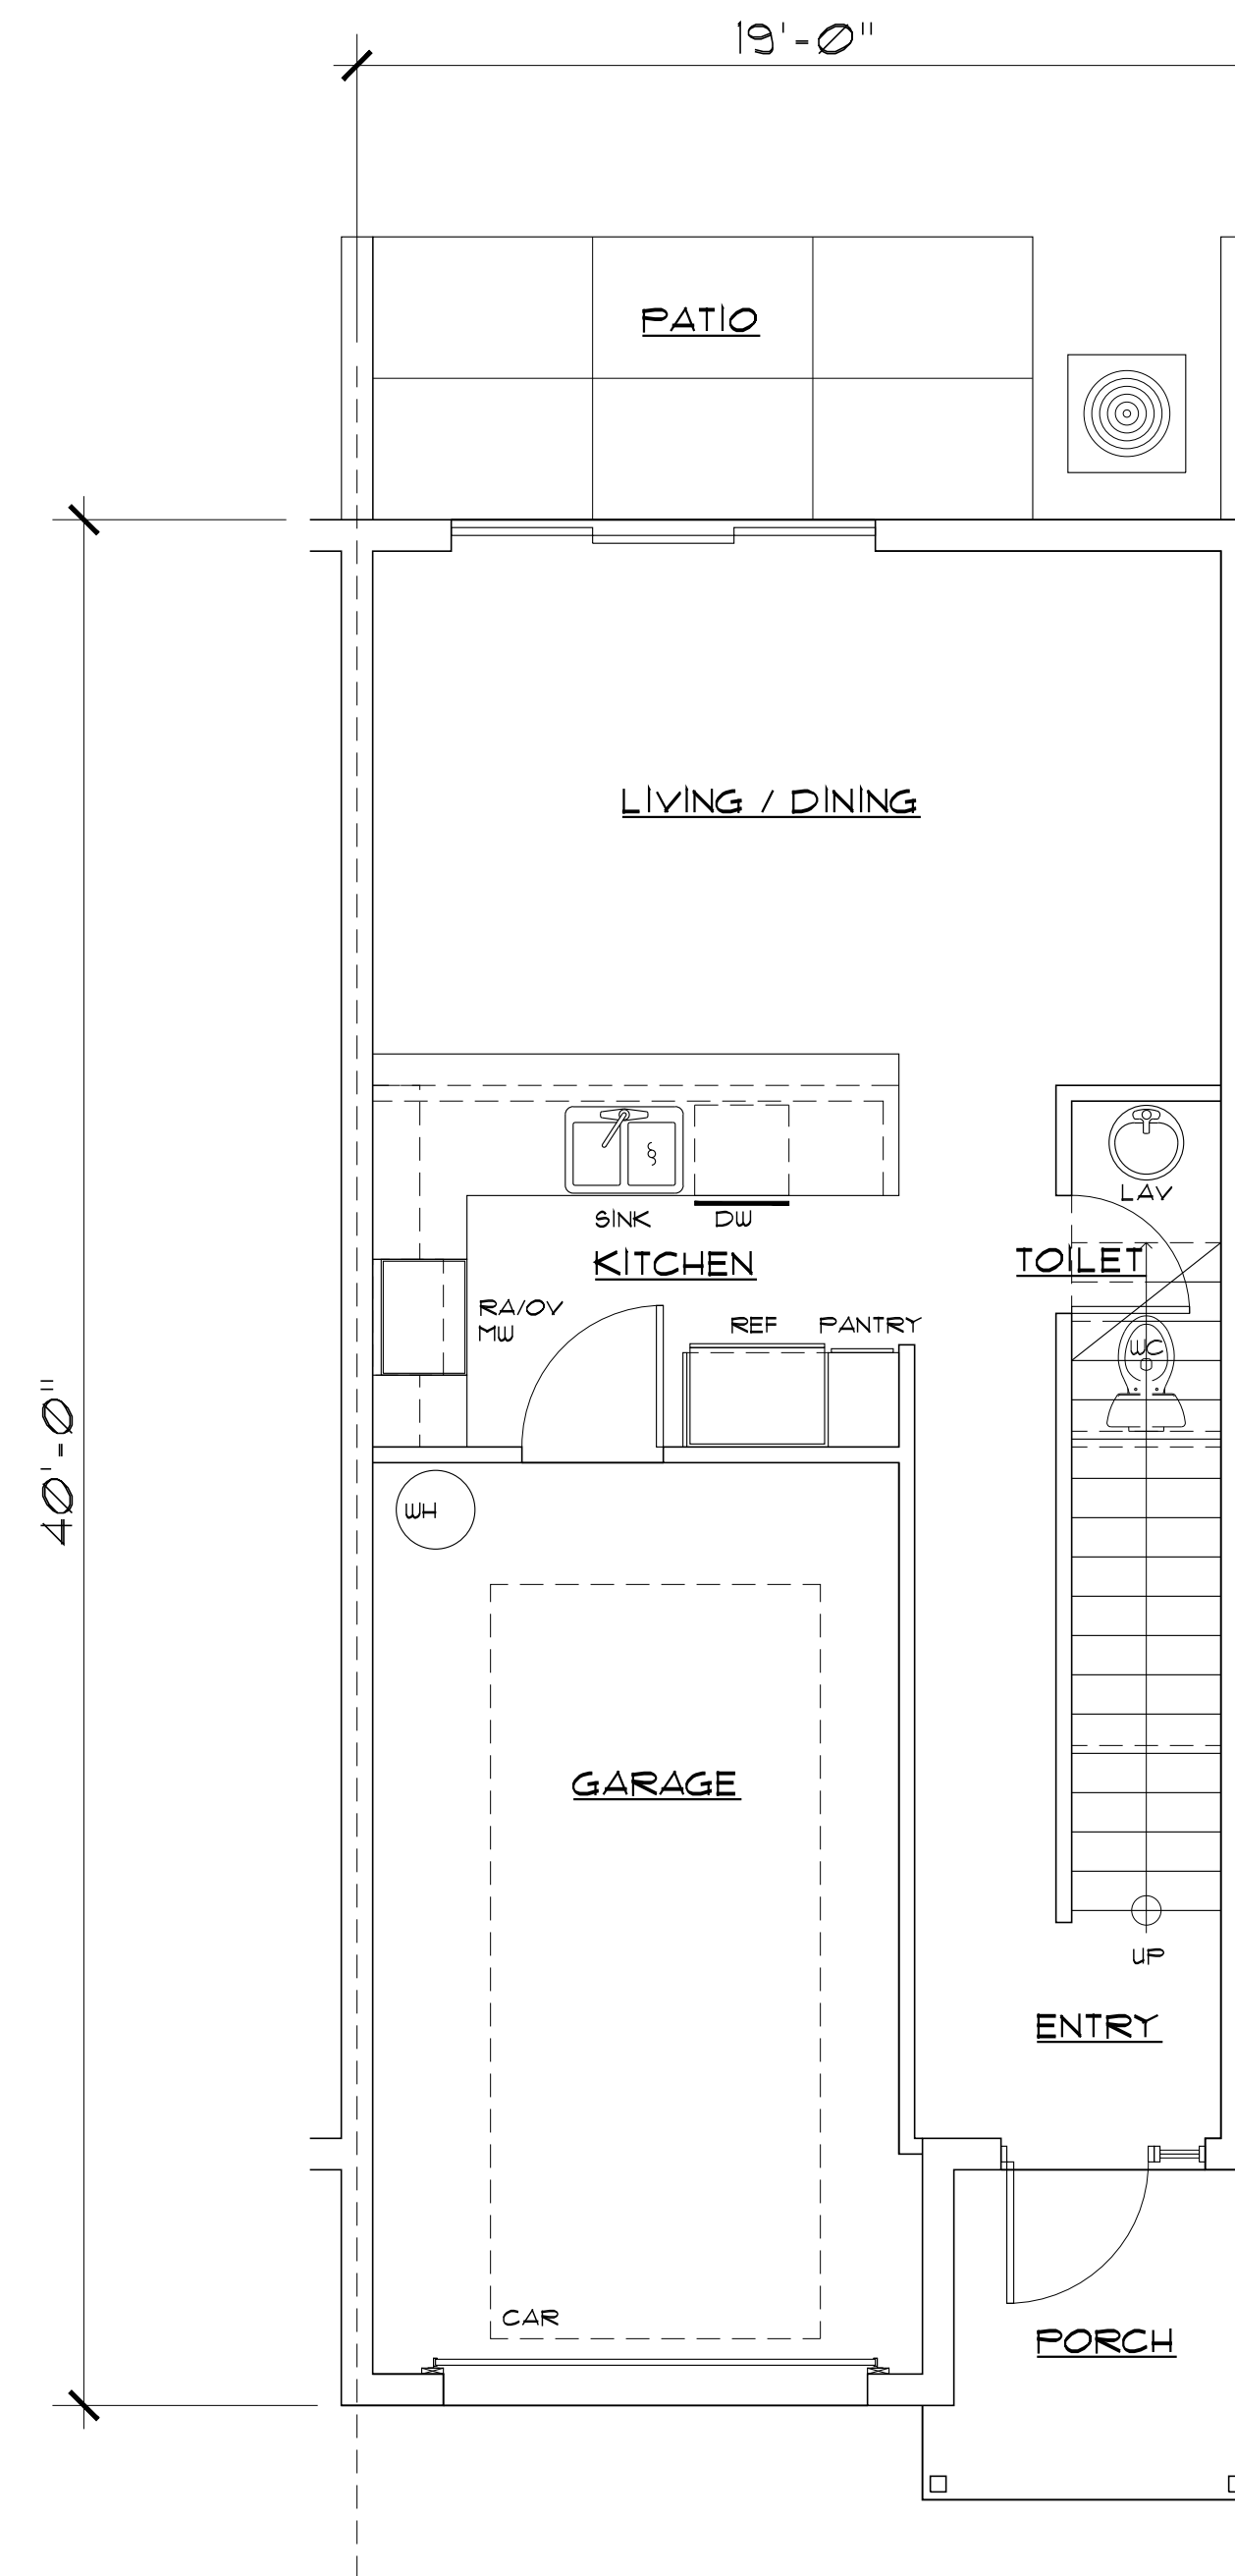 19'-0"
PATIO
LIVING / DINING
LAV
SINK
DW
KITCHEN
TOILET
RA/OV
MW
REF
PANTRY
WC
40'-0"
WH
GARAGE
UP
ENTRY
CAR
PORCH